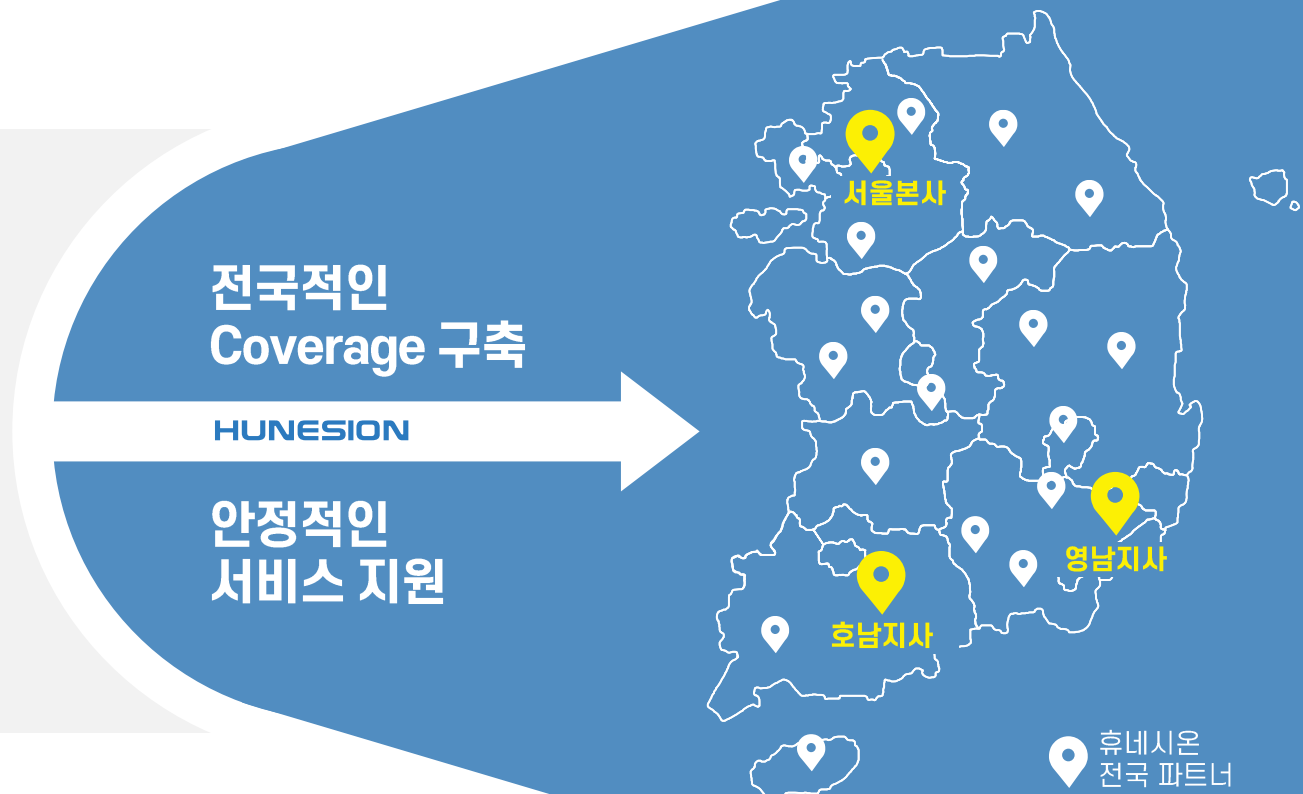 전국적인
Coverage 구축
HUNESION
안정적인
서비스 지원
서울본사
영남지사
호남지사
휴네시온
전국 파트너